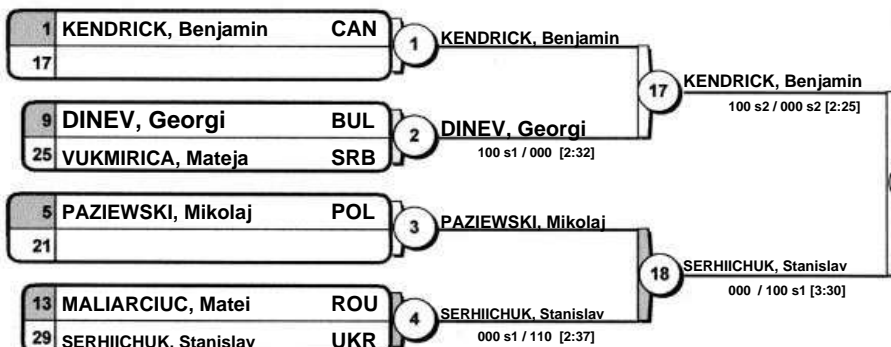 1 KENDRICK, Benjamin CAN
17
1
KENDRICK, Benjamin
9 DINEV, Georgi BUL
25 VUKMIRICA, Mateja SRB
2
DINEV, Georgi
100 s1 / 000 [2:32]
17
KENDRICK, Benjamin
100 s2 / 000 s2 [2:25]
5 PAZIEWSKI, Mikolaj POL
21
3
PAZIEWSKI, Mikolaj
13 MALIARCIUC, Matei ROU
29 SERHIICHUK, Stanislav UKR
4
SERHIICHUK, Stanislav
000 s1 / 110 [2:37]
18
SERHIICHUK, Stanislav
000 / 100 s1 [3:30]